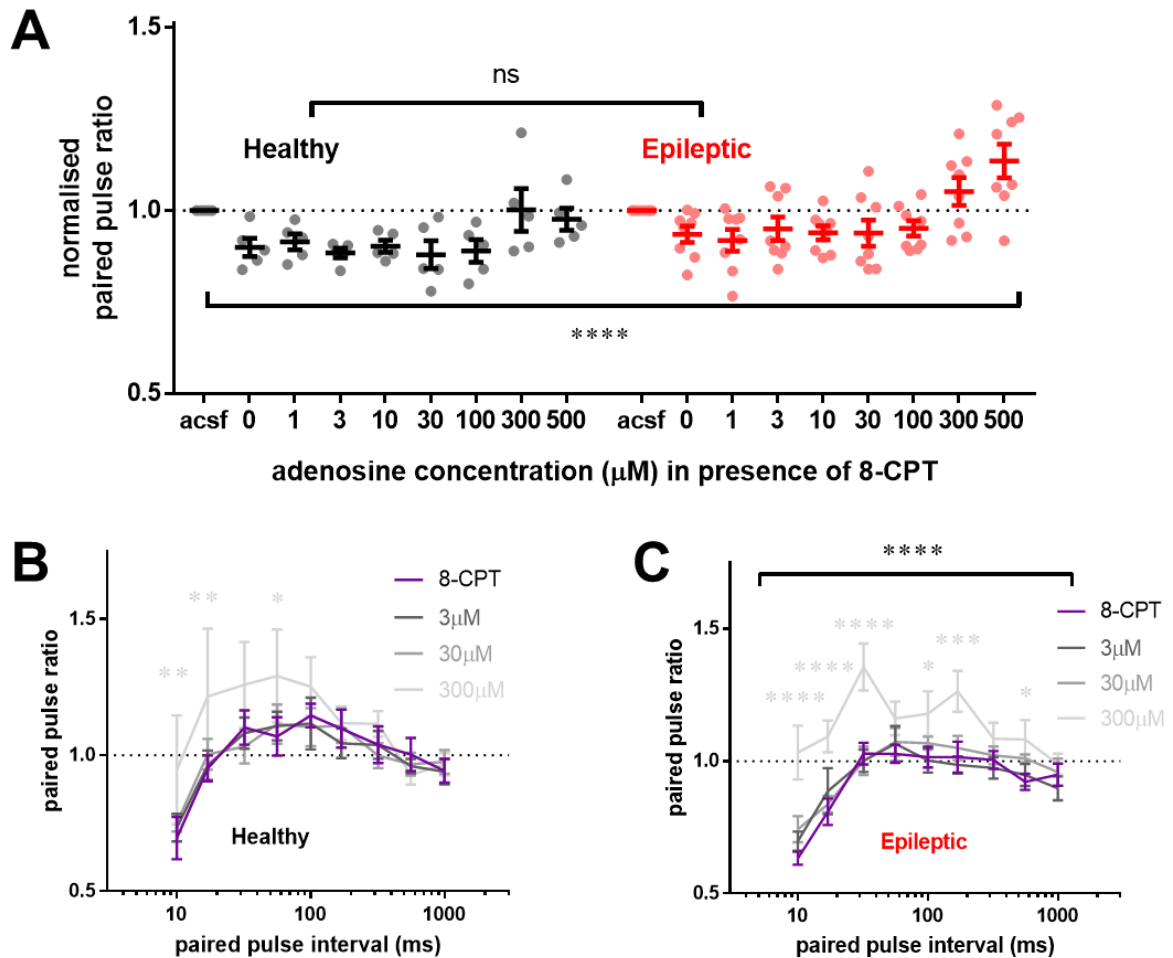 A
1.5
1.0
0.5
normalised
paired pulse ratio
ns
Healthy
Epileptic
****
acsf 0 1 3 10 30 100 300 500 acsf 0 1 3 10 30 100 300 500
adenosine concentration (μM) in presence of 8-CPT
B
1.5
1.0
0.5
paired pulse ratio
** ** *
8-CPT
3μM
30μM
300μM
Healthy
10 100 1000
paired pulse interval (ms)
C
****
1.5
1.0
0.5
paired pulse ratio
**** **** **** * *** *
8-CPT
3μM
30μM
300μM
Epileptic
10 100 1000
paired pulse interval (ms)